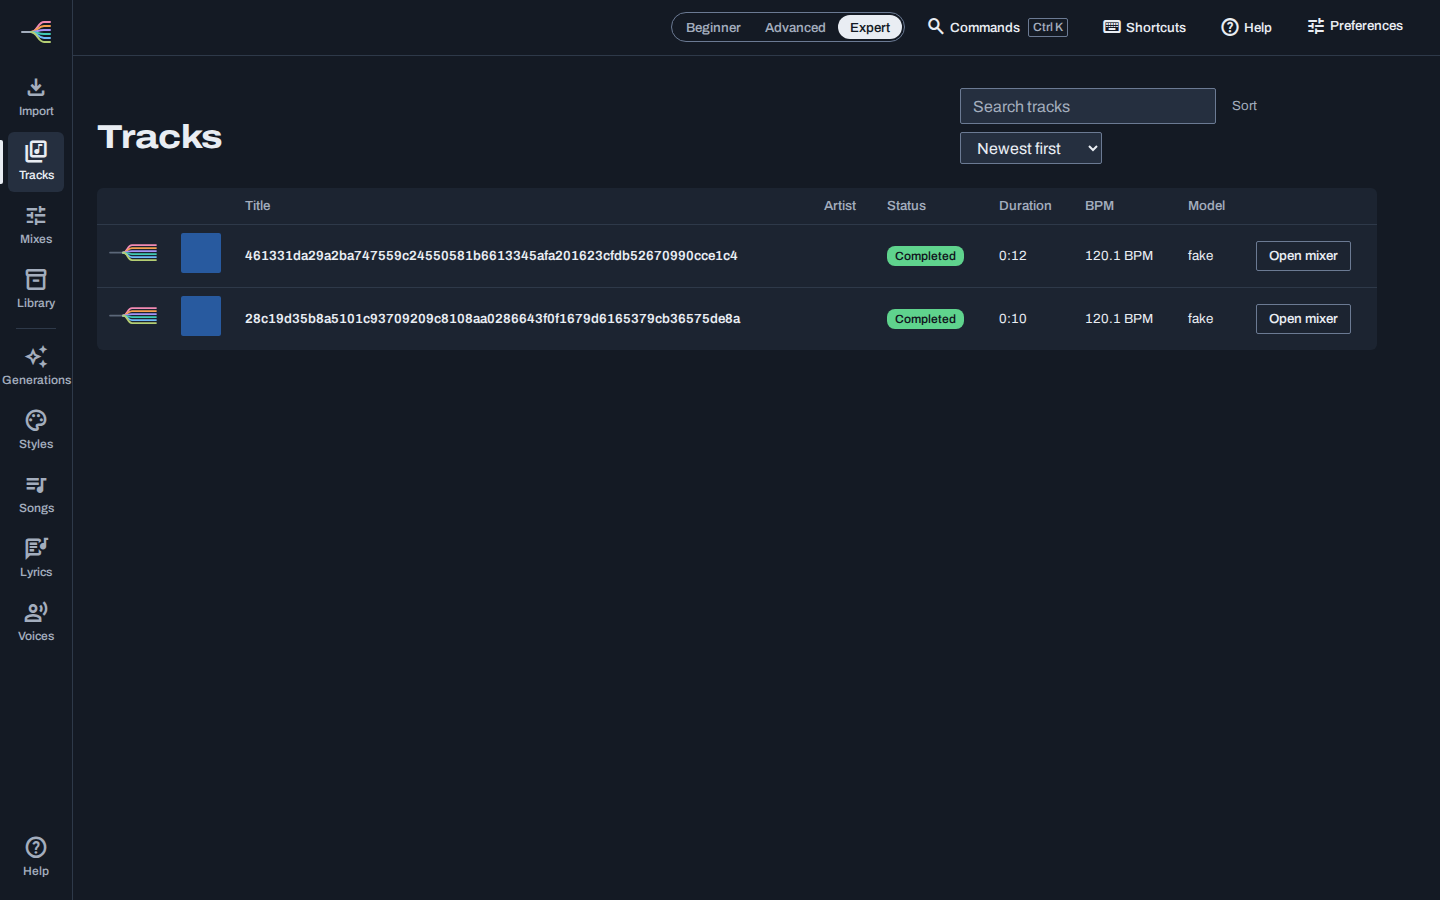 Beginner Advanced Expert Commands Ctrl K Shortcuts Help Preferences
Import
Tracks
Mixes
Library
Generations
Styles
Songs
Lyrics
Voices
Help
Tracks
Search tracks
Sort
Newest first
Title Artist Status Duration BPM Model
461331da29a2ba747559c24550581b6613345afa201623cfdb52670990cce1c4 Completed 0:12 120.1 BPM fake Open mixer
28c19d35b8a5101c93709209c8108aa0286643f0f1679d6165379cb36575de8a Completed 0:10 120.1 BPM fake Open mixer